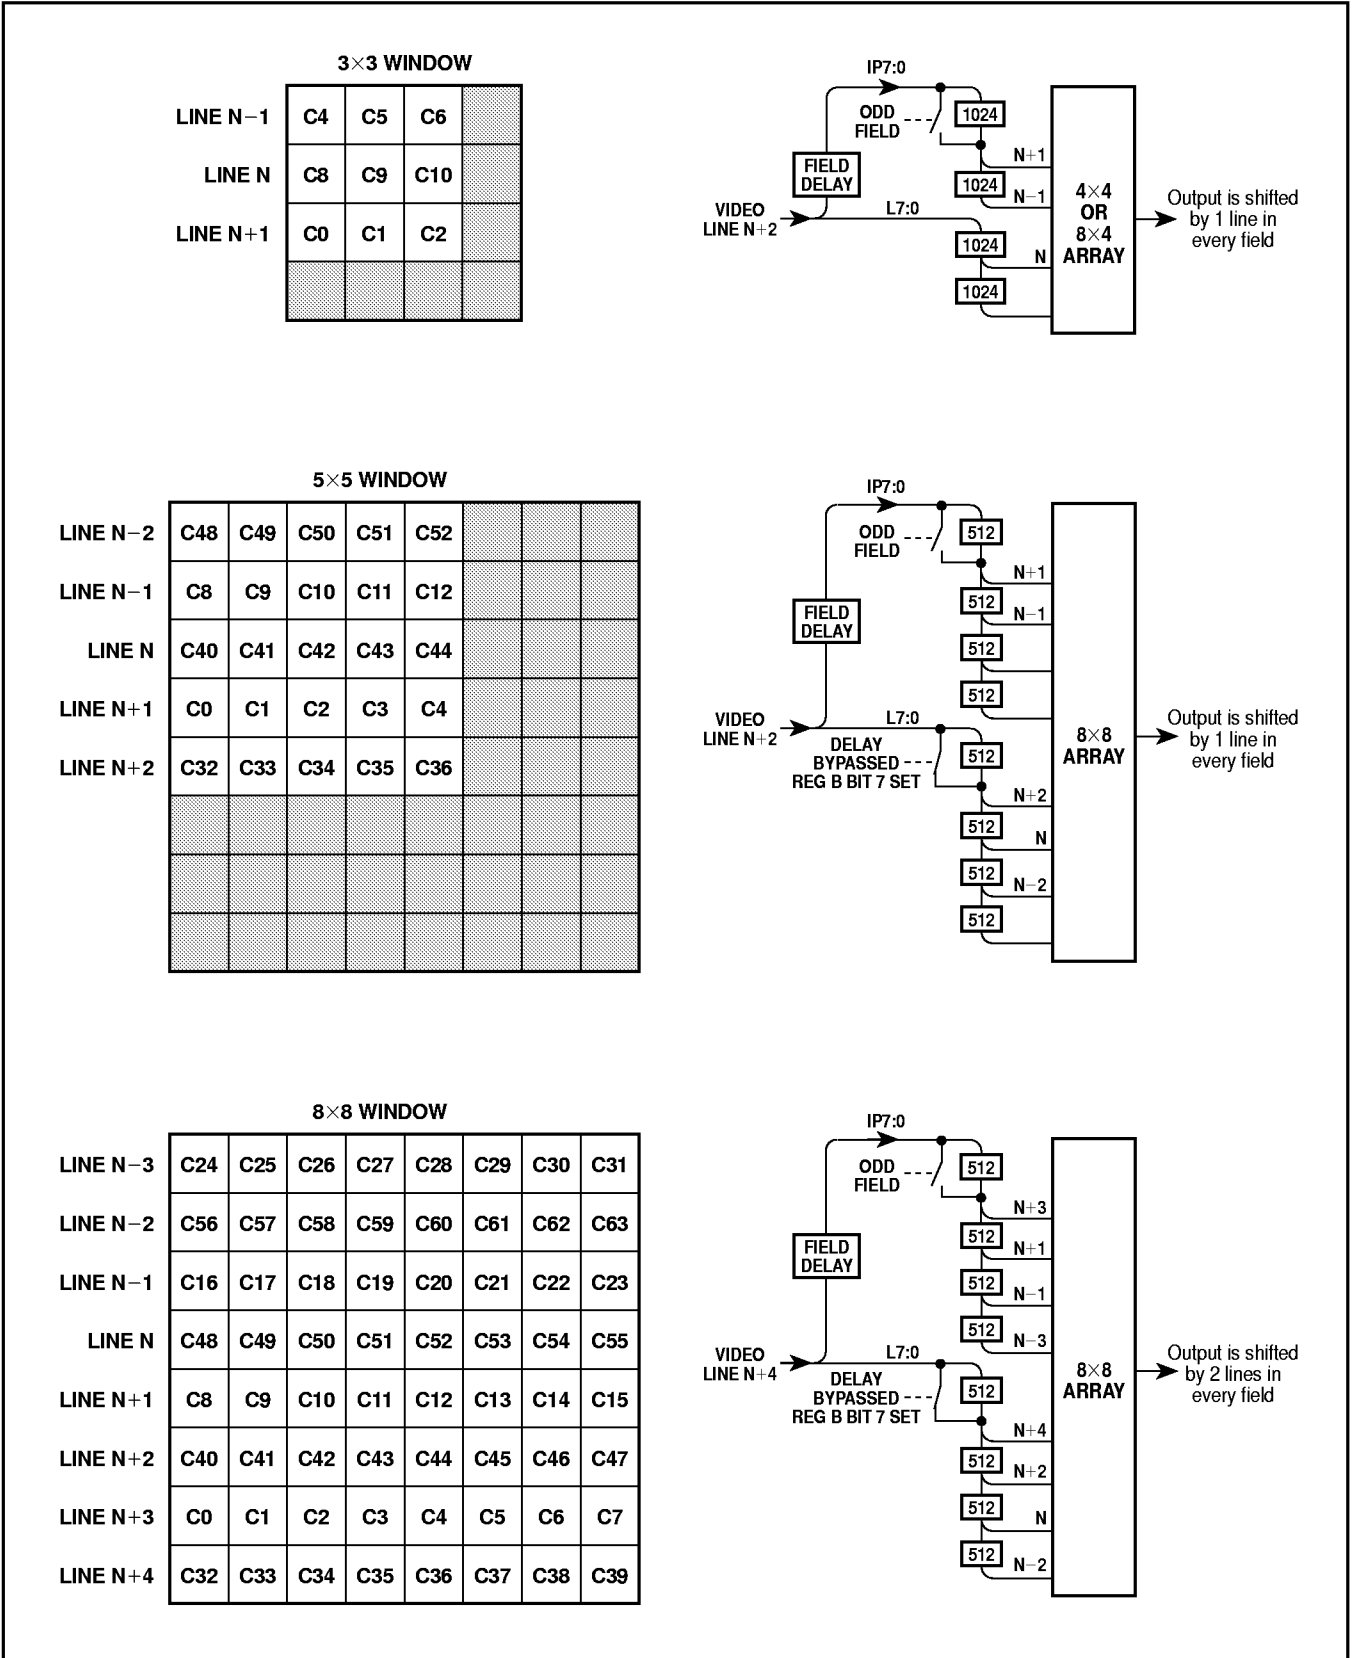 3×3 WINDOW
LINE N−1 C4 C5 C6
LINE N C8 C9 C10
LINE N+1 C0 C1 C2
IP7:0
ODD
FIELD
1024
N+1
FIELD
DELAY
1024
N−1
VIDEO
LINE N+2
L7:0
1024
N
1024
4×4
OR
8×4
ARRAY
Output is shifted
by 1 line in
every field
5×5 WINDOW
LINE N−2 C48 C49 C50 C51 C52
LINE N−1 C8 C9 C10 C11 C12
LINE N C40 C41 C42 C43 C44
LINE N+1 C0 C1 C2 C3 C4
LINE N+2 C32 C33 C34 C35 C36
IP7:0
ODD
FIELD
512
N+1
FIELD
DELAY
512
N−1
512
512
VIDEO
LINE N+2
L7:0
DELAY
BYPASSED
REG B BIT 7 SET
512
N+2
512
N
512
N−2
512
8×8
ARRAY
Output is shifted
by 1 line in
every field
8×8 WINDOW
LINE N−3 C24 C25 C26 C27 C28 C29 C30 C31
LINE N−2 C56 C57 C58 C59 C60 C61 C62 C63
LINE N−1 C16 C17 C18 C19 C20 C21 C22 C23
LINE N C48 C49 C50 C51 C52 C53 C54 C55
LINE N+1 C8 C9 C10 C11 C12 C13 C14 C15
LINE N+2 C40 C41 C42 C43 C44 C45 C46 C47
LINE N+3 C0 C1 C2 C3 C4 C5 C6 C7
LINE N+4 C32 C33 C34 C35 C36 C37 C38 C39
IP7:0
ODD
FIELD
512
N+3
FIELD
DELAY
512
N+1
512
N−1
512
N−3
VIDEO
LINE N+4
L7:0
DELAY
BYPASSED
REG B BIT 7 SET
512
N+4
512
N+2
512
N
512
N−2
8×8
ARRAY
Output is shifted
by 2 lines in
every field